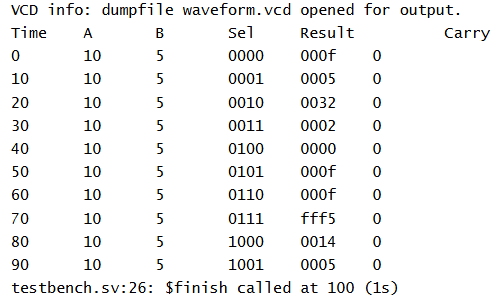 VCD info: dumpfile waveform.vcd opened for output.
Time A B Sel Result Carry
0 10 5 0000 000f 0
10 10 5 0001 0005 0
20 10 5 0010 0032 0
30 10 5 0011 0002 0
40 10 5 0100 0000 0
50 10 5 0101 000f 0
60 10 5 0110 000f 0
70 10 5 0111 fff5 0
80 10 5 1000 0014 0
90 10 5 1001 0005 0
testbench.sv:26: $finish called at 100 (1s)